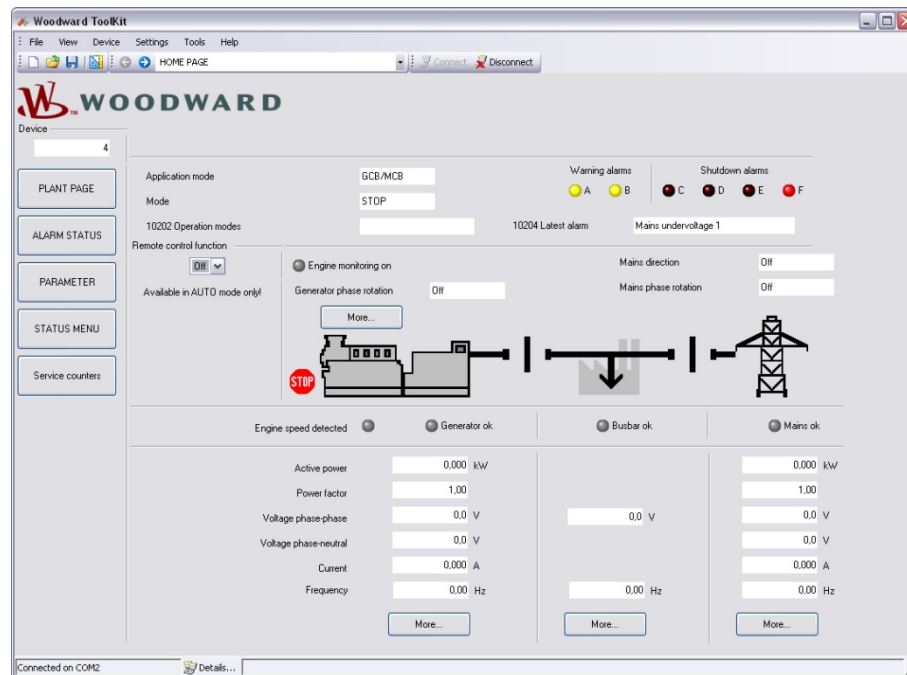 Woodward ToolKit
File View Device Settings Tools Help
HOME PAGE Connect Disconnect
W™ WOODWARD
Device
4
PLANT PAGE
ALARM STATUS
PARAMETER
STATUS MENU
Service counters
Application mode GCB/MCB
Mode STOP
Warning alarms Shutdown alarms
A B C D E F
10202 Operation modes 10204 Latest alarm Mains undervoltage 1
Remote control function
Off
Available in AUTO mode only!
Engine monitoring on
Generator phase rotation Off
More...
Mains direction Off
Mains phase rotation Off
STOP
Engine speed detected Generator ok Busbar ok Mains ok
Active power 0,000 kW 0,000 kW
Power factor 1,00 1,00
Voltage phase-phase 0,0 V 0,0 V 0,0 V
Voltage phase-neutral 0,0 V 0,0 V
Current 0,000 A 0,000 A
Frequency 0,00 Hz 0,00 Hz 0,00 Hz
More... More... More...
Connected on COM2 Details...